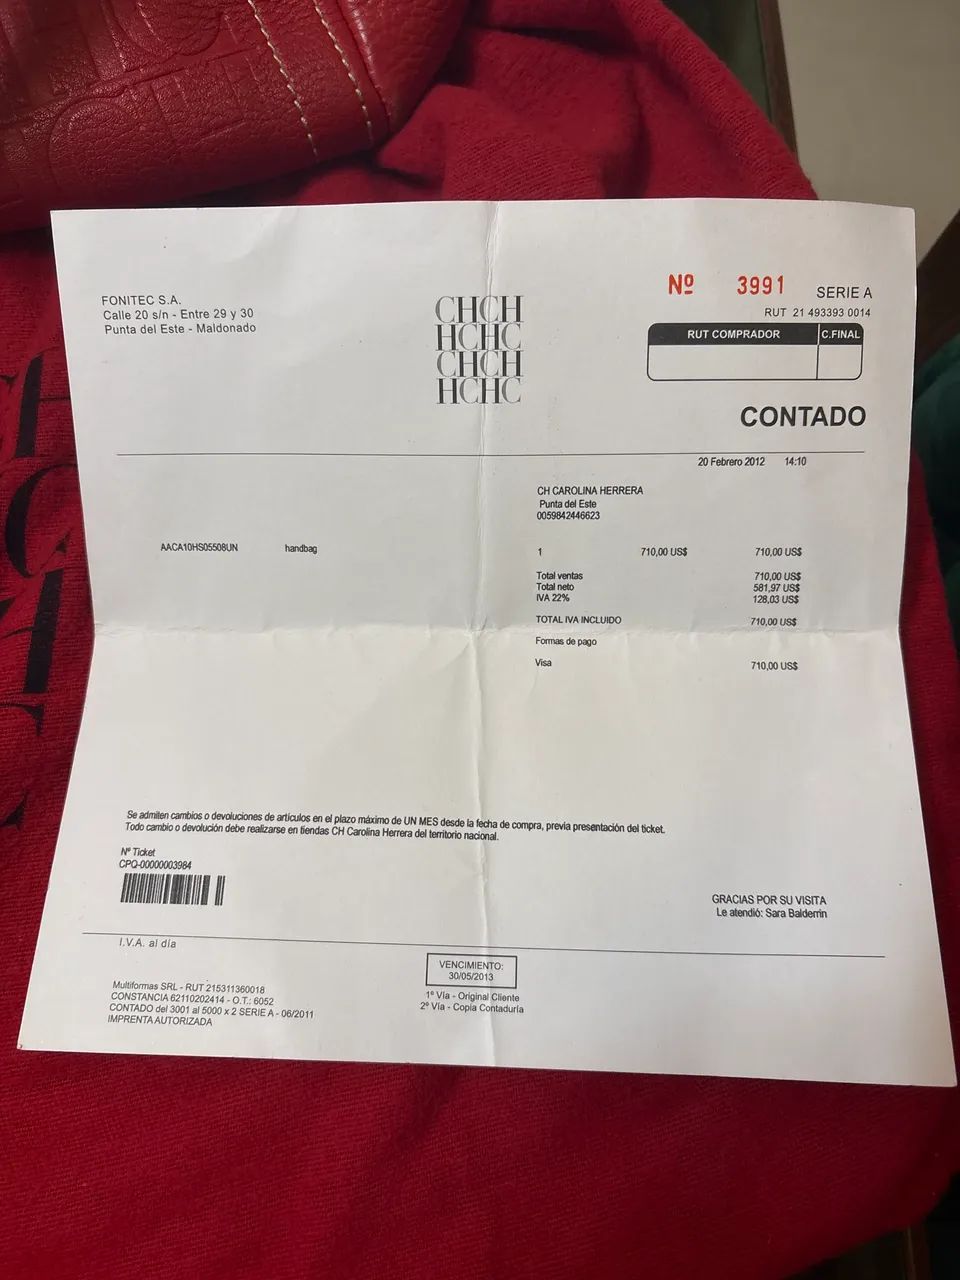 FONITEC S.A.
Calle 20 s/n - Entre 29 y 30
Punta del Este - Maldonado
CHCH
HCHC
CHCH
HCHC
Nº 3991 SERIE A
RUT 21 493393 0014
RUT COMPRADOR C.FINAL
CONTADO
20 Febrero 2012 14:10
CH CAROLINA HERRERA
Punta del Este
0059842446623
AACA10HS05508UN handbag 1 710,00 US$ 710,00 US$
Total ventas 710,00 US$
Total neto 581,97 US$
IVA 22% 128,03 US$
TOTAL IVA INCLUIDO 710,00 US$
Formas de pago
Visa 710,00 US$
Se admiten cambios o devoluciones de artículos en el plazo máximo de UN MES desde la fecha de compra, previa presentación del ticket.
Todo cambio o devolución debe realizarse en tiendas CH Carolina Herrera del territorio nacional.
Nº Ticket
CPQ-00000003984
GRACIAS POR SU VISITA
Le atendió: Sara Balderrin
I.V.A. al día
VENCIMIENTO:
30/05/2013
1º Vía - Original Cliente
2º Vía - Copia Contaduría
Multiformas SRL - RUT 215311360018
CONSTANCIA 62110202414 - O.T.: 6052
CONTADO del 3001 al 5000 x 2 SERIE A - 06/2011
IMPRENTA AUTORIZADA